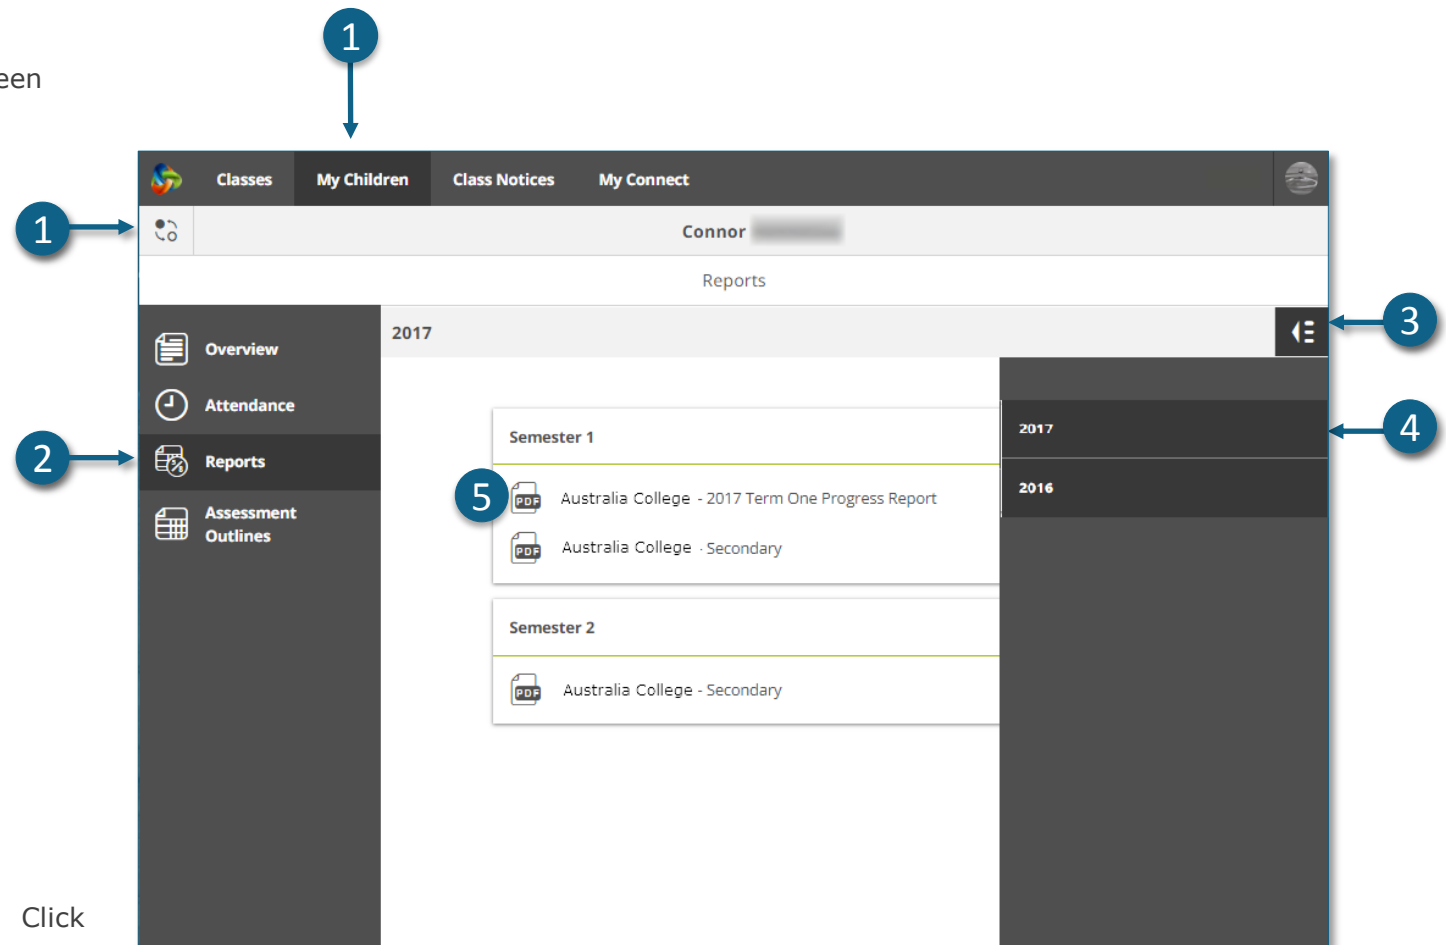 1
een
Classes My Children Class Notices My Connect
1
Connor
Reports
2017
3
Overview
Attendance
2017
4
Semester 1
2
Reports
2016
5
PDF
Australia College - 2017 Term One Progress Report
Assessment
Outlines
PDF
Australia College - Secondary
Semester 2
PDF
Australia College - Secondary
Click